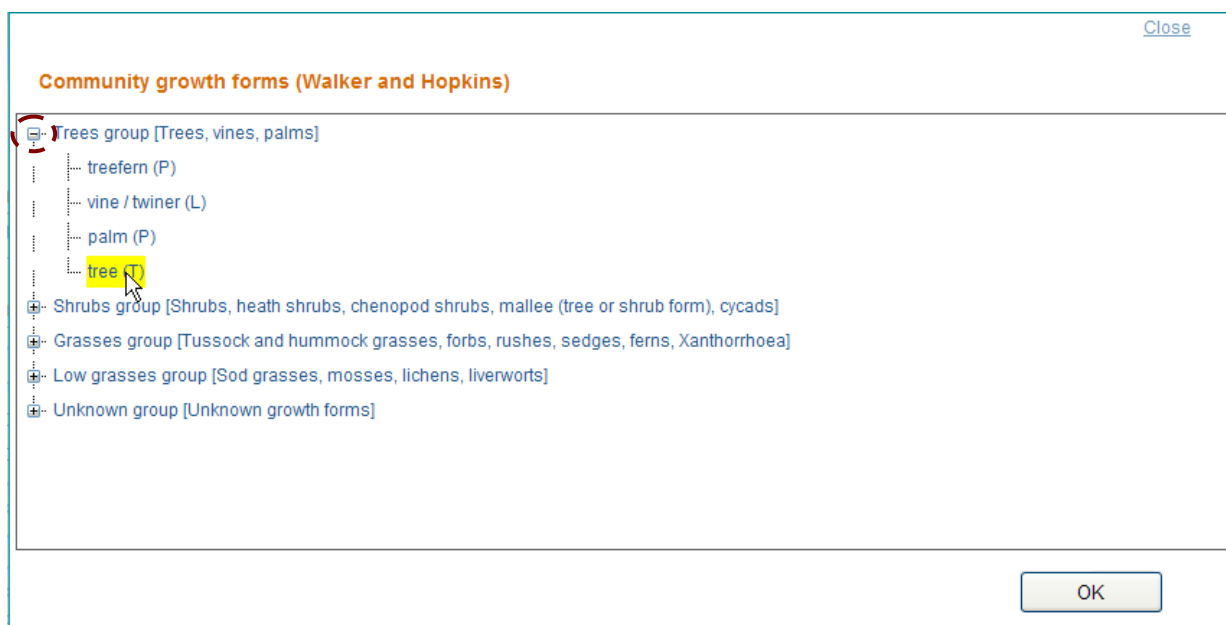 Close
Community growth forms (Walker and Hopkins)
Trees group [Trees, vines, palms]
treefern (P)
vine / twiner (L)
palm (P)
tree (T)
Shrubs group [Shrubs, heath shrubs, chenopod shrubs, mallee (tree or shrub form), cycads]
Grasses group [Tussock and hummock grasses, forbs, rushes, sedges, ferns, Xanthorrhoea]
Low grasses group [Sod grasses, mosses, lichens, liverworts]
Unknown group [Unknown growth forms]
OK